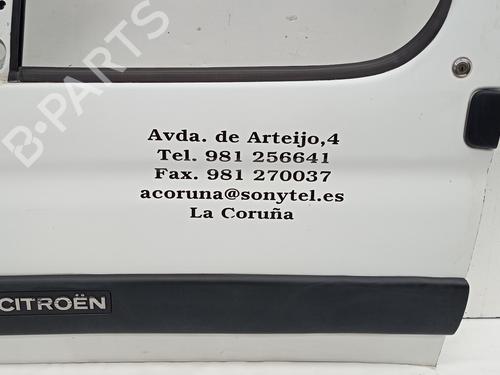 B-PARTS
Avda. de Arteijo,4
Tel. 981 256641
Fax. 981 270037
acoruna@sonytel.es
La Coruña
CITROËN